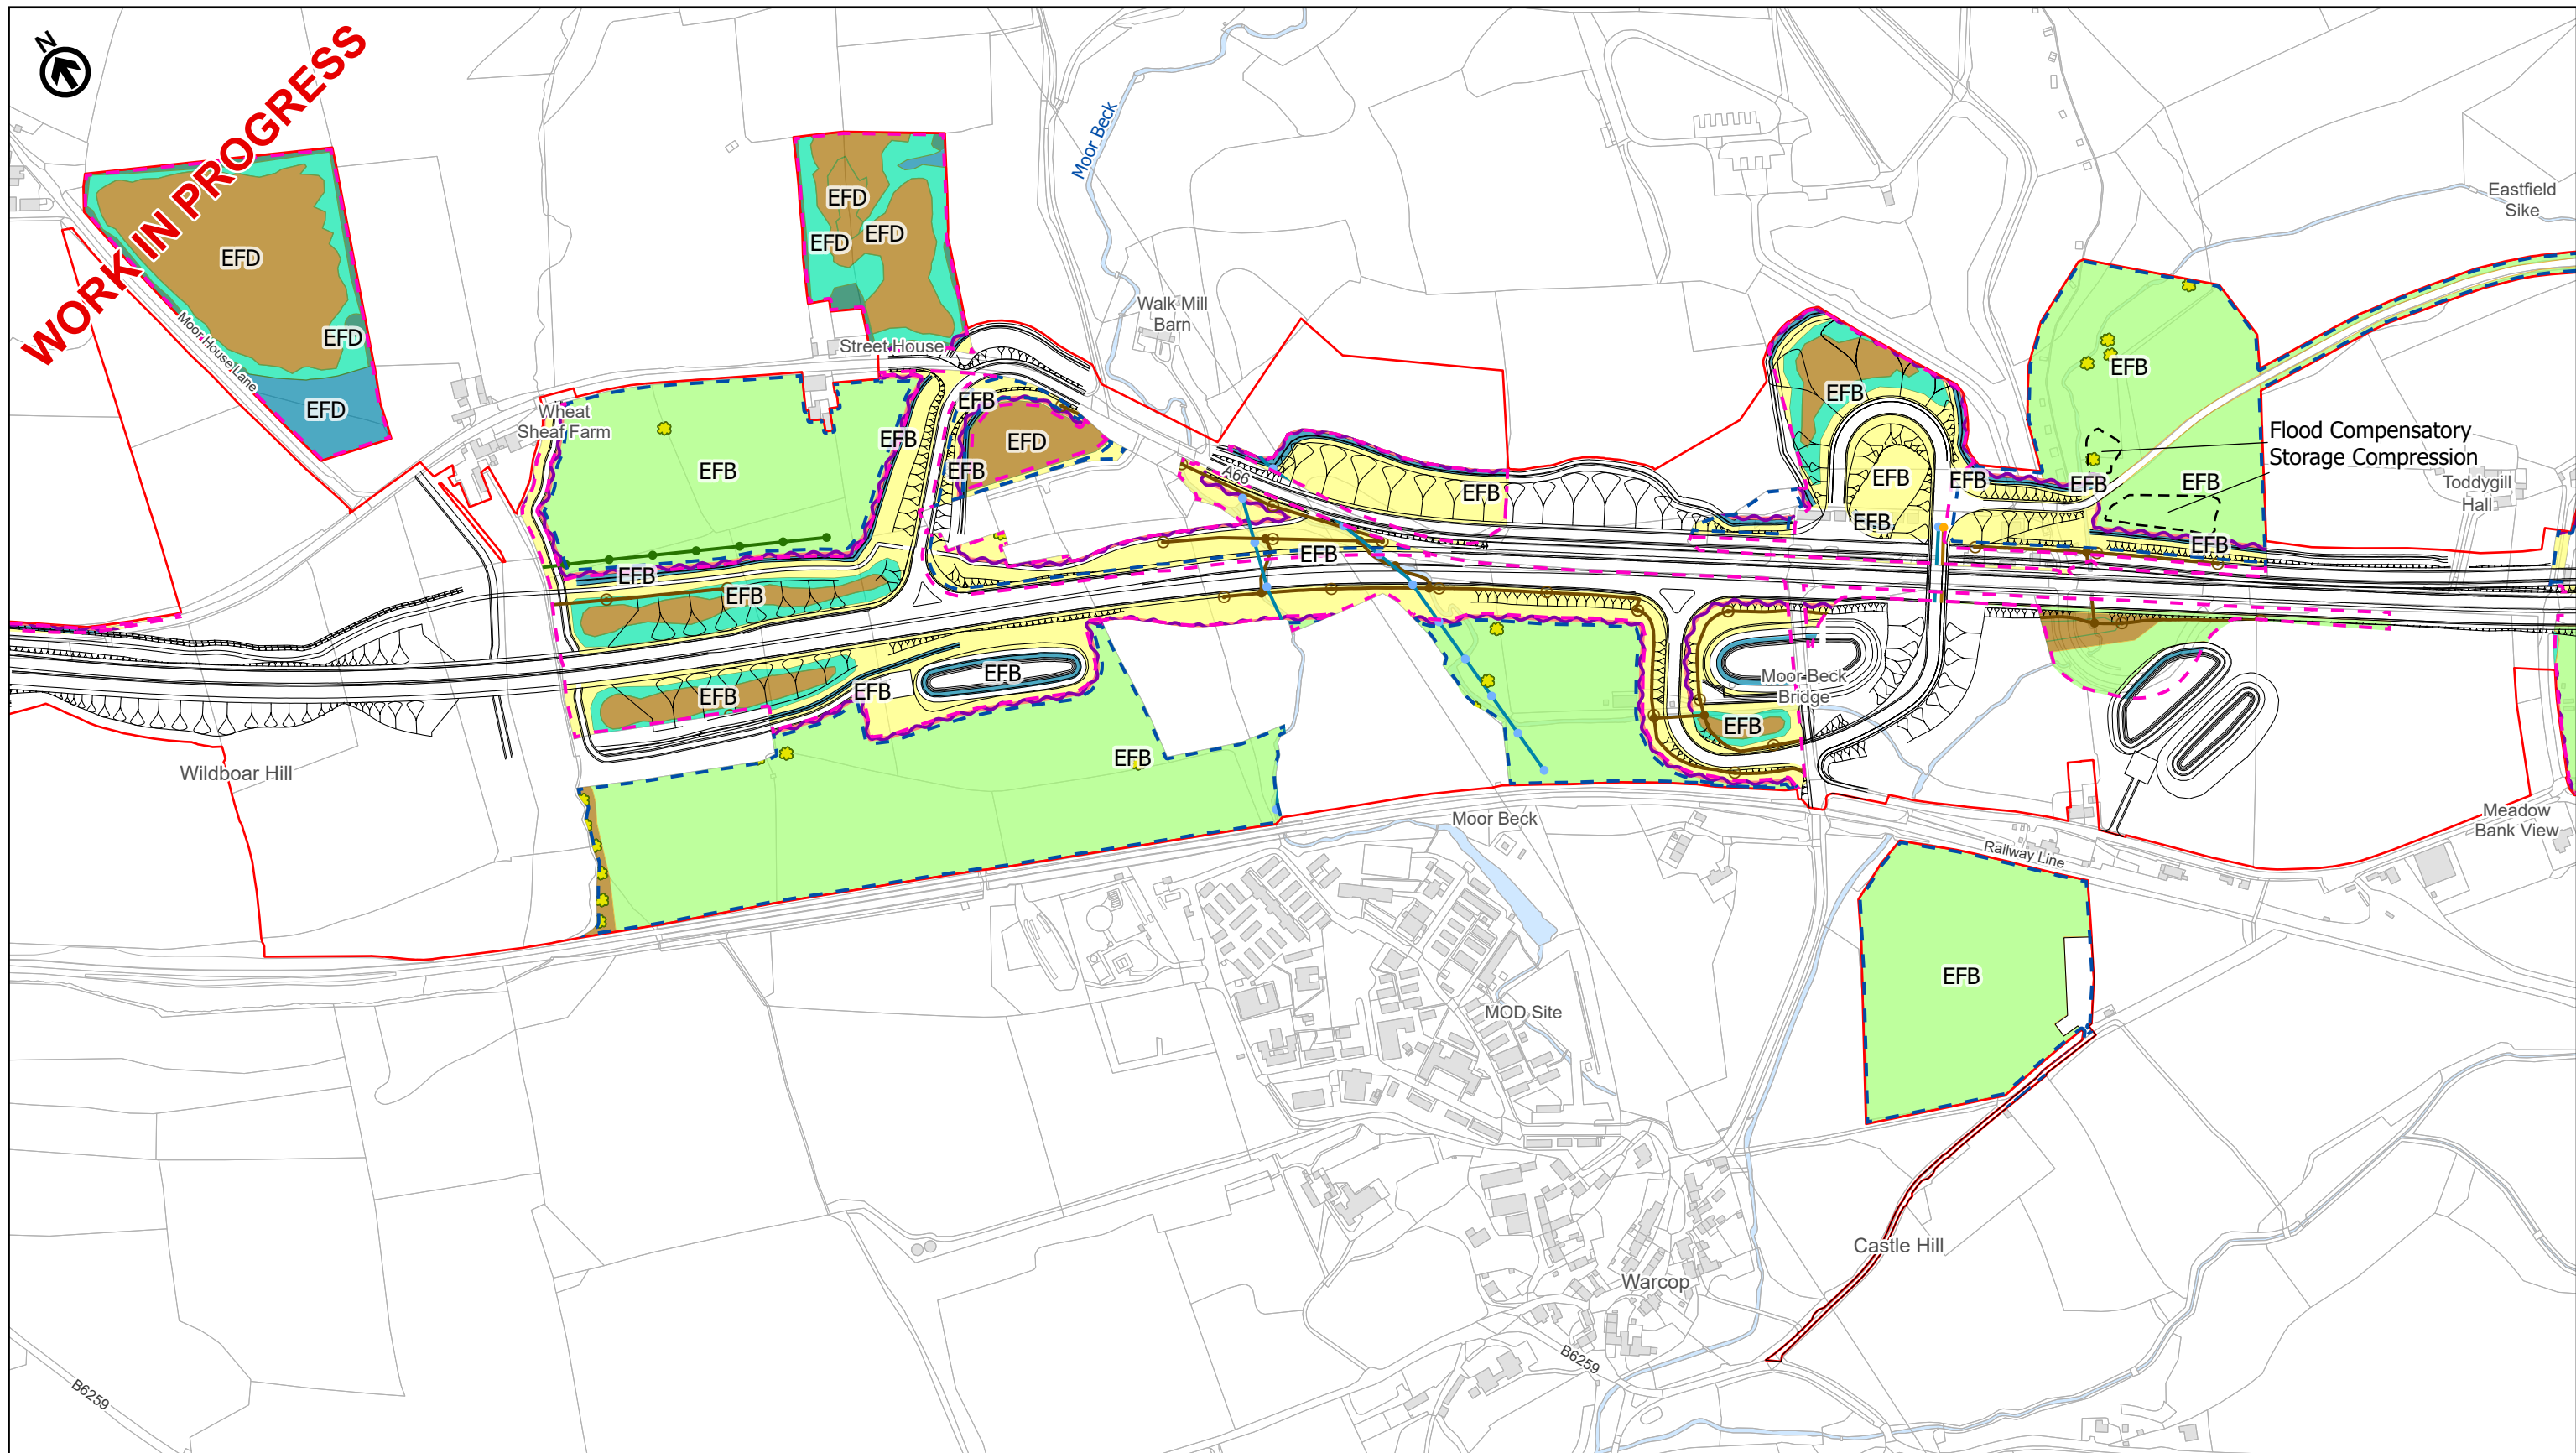 N
WORK IN PROGRESS
Moor Beck
Eastfield
Sike
EFD
EFD
EFD
EFD
EFD
EFD
Moor House Lane
Walk Mill
Barn
Street House
Wheat
Sheaf Farm
EFB
EFB
EFB
EFD
EFB
EFB
EFB
A66
EFB
EFB
EFB
EFB
EFB
EFB
EFB
EFB
EFB
EFB
Flood Compensatory
Storage Compression
Toddygill
Hall
EFB
EFB
EFB
EFB
EFB
EFB
Moor Beck
Bridge
EFB
Wildboar Hill
Moor Beck
Railway Line
Meadow
Bank View
EFB
MOD Site
Castle Hill
Warcop
B6259
B6259